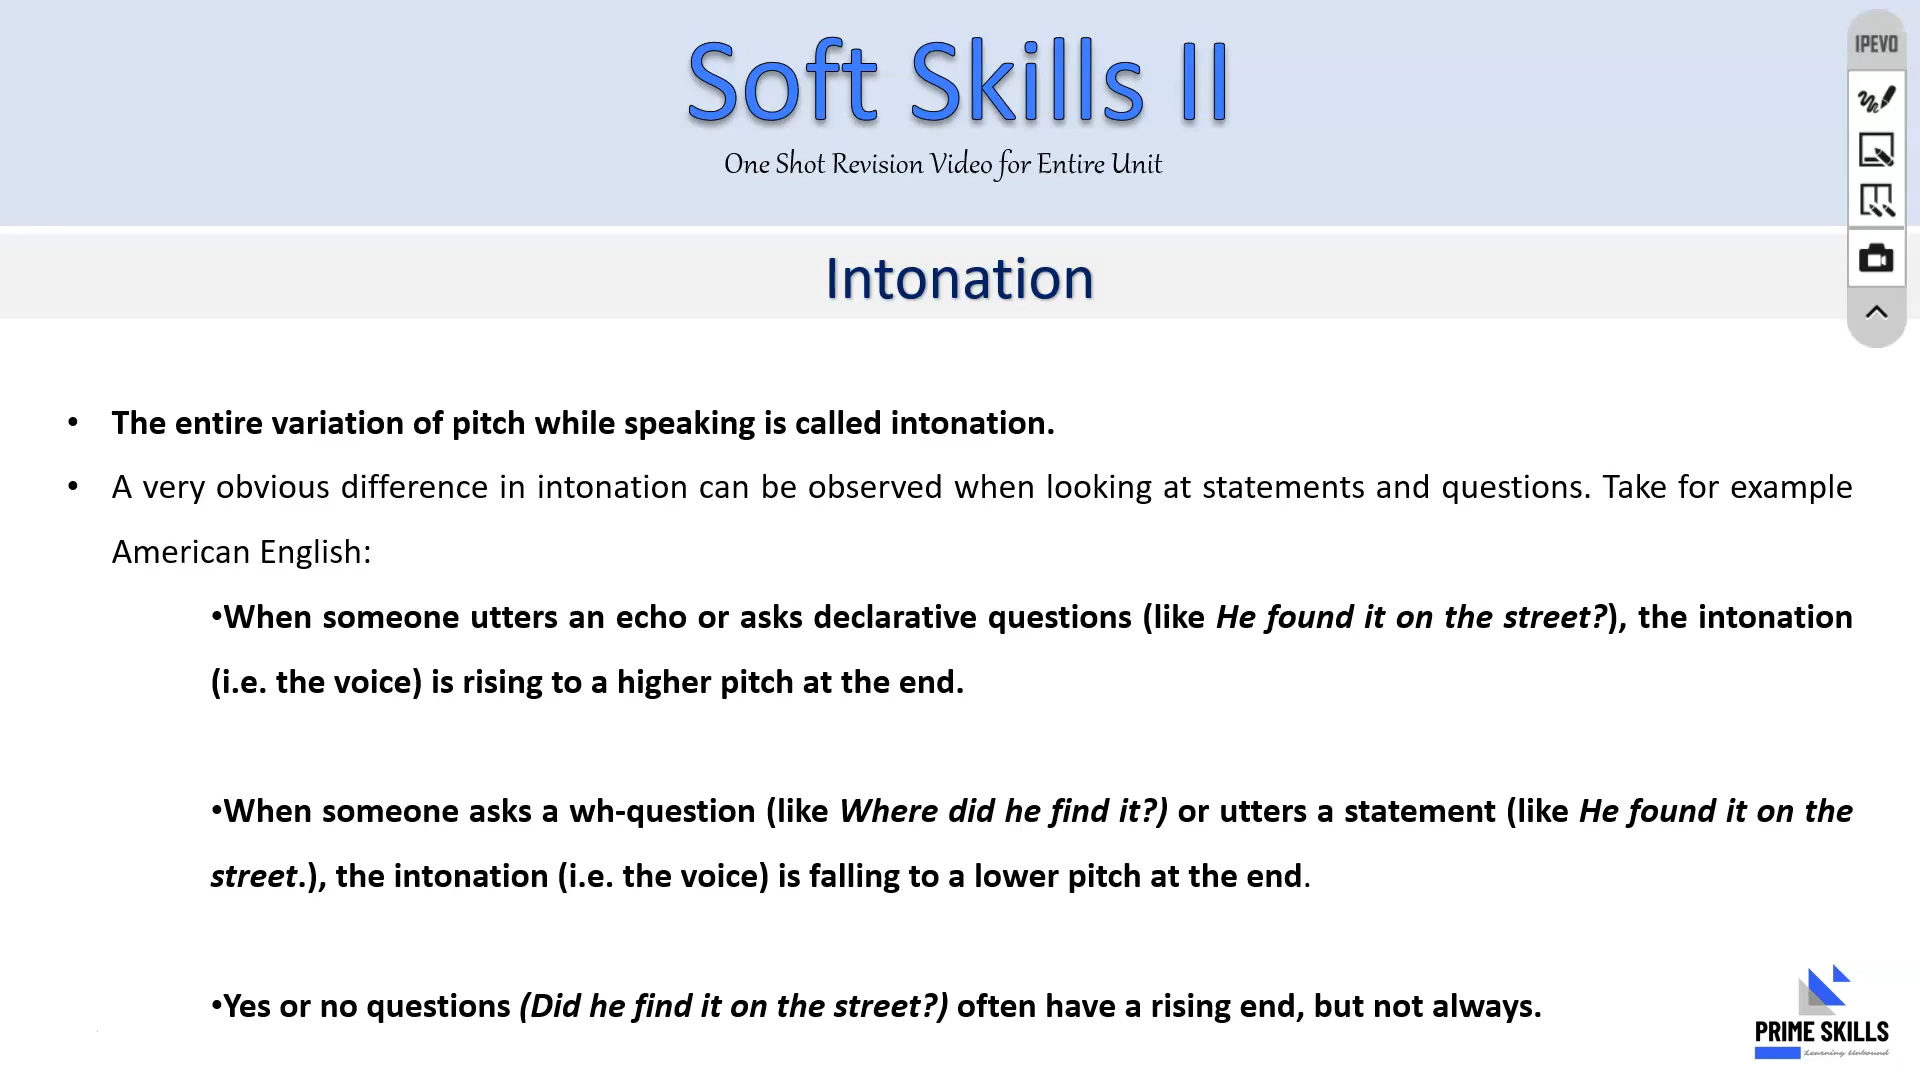 Soft Skills II
One Shot Revision Video for Entire Unit
IPEVO
Intonation
• The entire variation of pitch while speaking is called intonation.
• A very obvious difference in intonation can be observed when looking at statements and questions. Take for example
American English:
•When someone utters an echo or asks declarative questions (like He found it on the street?), the intonation
(i.e. the voice) is rising to a higher pitch at the end.
•When someone asks a wh-question (like Where did he find it?) or utters a statement (like He found it on the
street.), the intonation (i.e. the voice) is falling to a lower pitch at the end.
•Yes or no questions (Did he find it on the street?) often have a rising end, but not always.
PRIME SKILLS
Learning Unbound